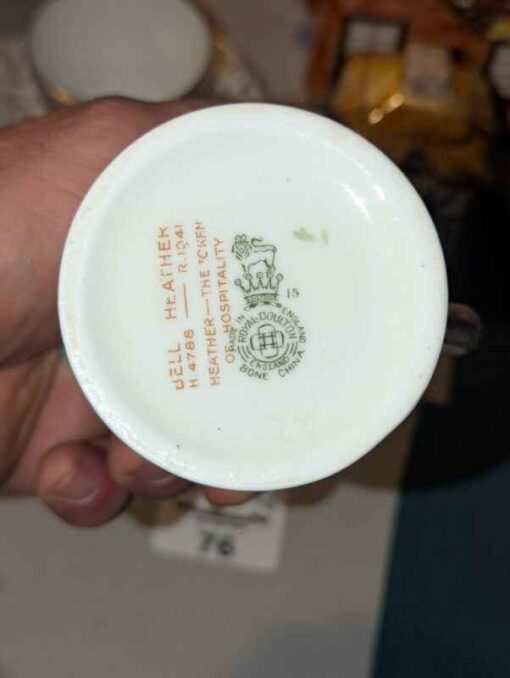 BELL HEATHER
H.4788 — R.1941
HEATHER—THE TOKEN
OF HOSPITALITY
15
MADE IN ENGLAND
ROYAL·DOULTON
ENGLAND
BONE CHINA
76